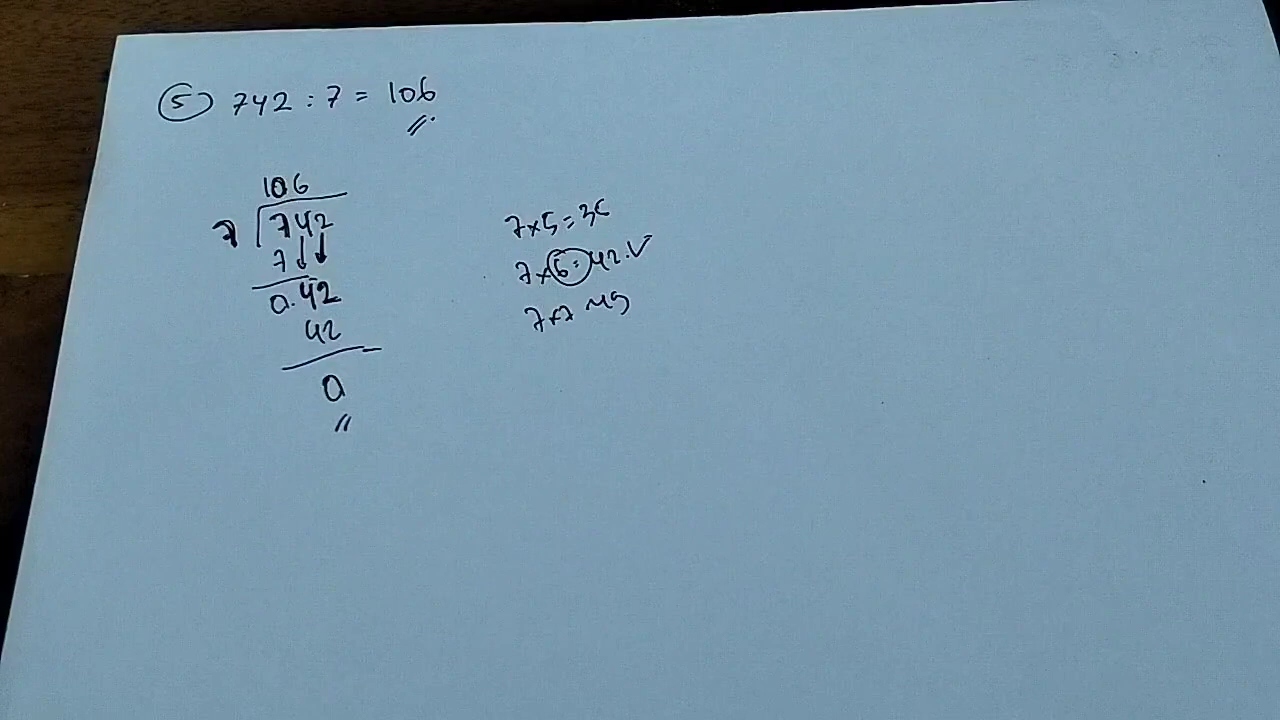 5 742 : 7 = 106
106
7 742
7
0.42
42
0
7x5=35
7x6=42.V
7x7 49